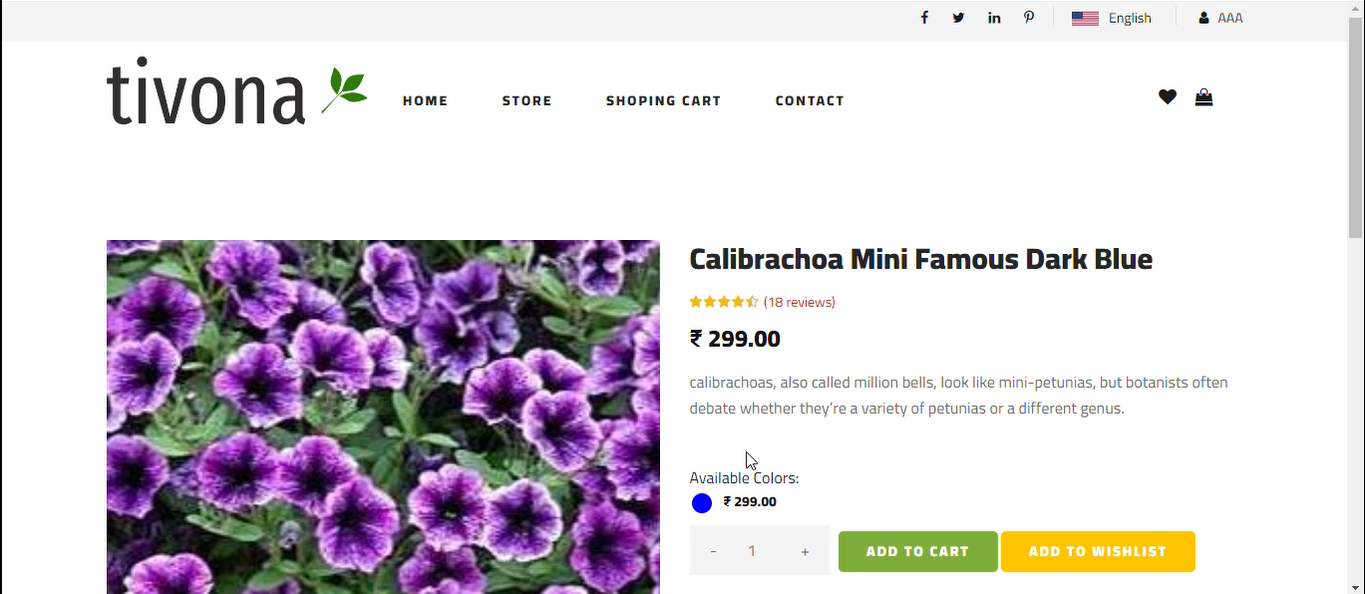 English
AAA
tivona
HOME
STORE
SHOPING CART
CONTACT
Calibrachoa Mini Famous Dark Blue
(18 reviews)
₹ 299.00
calibrachoas, also called million bells, look like mini-petunias, but botanists often
debate whether they're a variety of petunias or a different genus.
Available Colors:
₹ 299.00
- 1 +
ADD TO CART
ADD TO WISHLIST